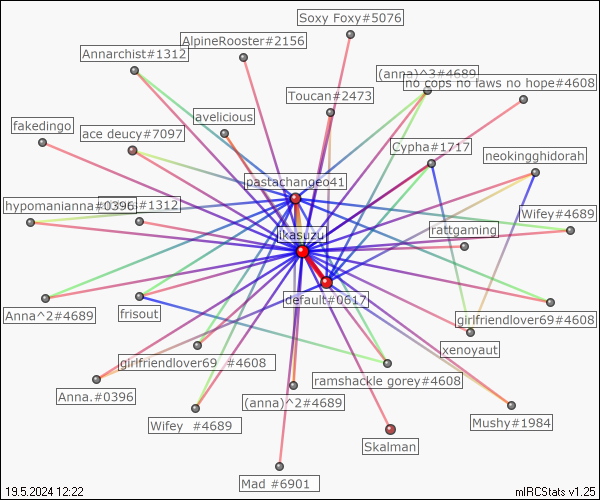 Soxy Foxy#5076
AlpineRooster#2156
Annarchist#1312
(anna)^3#4689
no cops no laws no hope#4608
Toucan#2473
avelicious
fakedingo
ace deucy#7097
Cypha#1717
neokingghidorah
pastachangeo41
hypomanianna#0396
#1312
Wifey#4689
rattgaming
ikasuzu
default#0617
Anna^2#4689
frisout
girlfriendlover69#4608
xenoyaut
girlfriendlover69 #4608
ramshackle gorey#4608
Anna.#0396
(anna)^2#4689
Wifey #4689
Mushy#1984
Skalman
Mad #6901
19.5.2024 12:22
mIRCStats v1.25